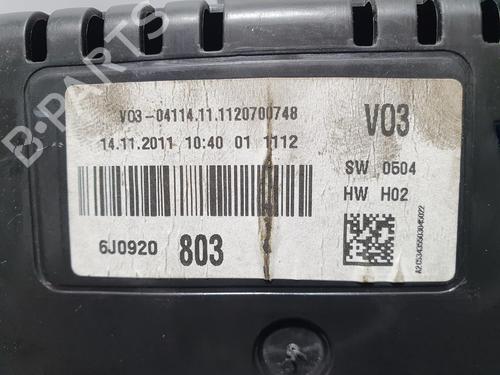 V03-04114.11.1120700748
14.11.2011 10:40 01 1112
6J0920 803
V03
SW 0504
HW H02
A2C53435503045022
B-PARTS